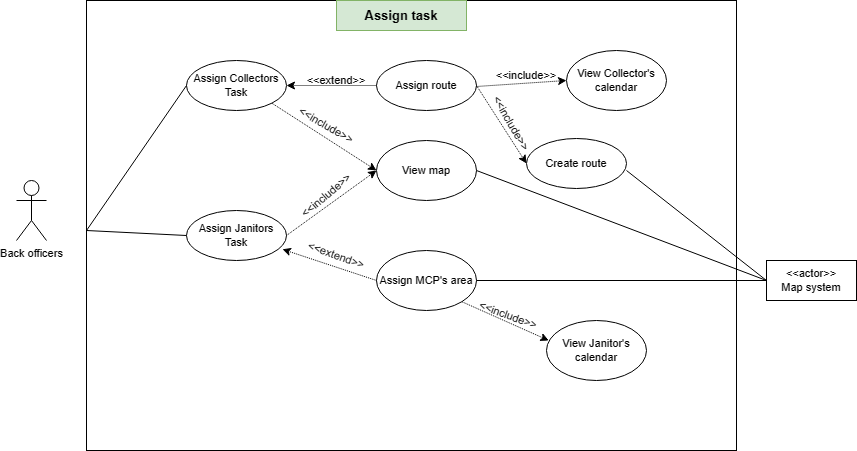 Assign task
Assign Collectors
Task
<<extend>>
Assign route
<<include>>
View Collector's
calendar
<<include>>
<<include>>
View map
Create route
<<include>>
Back officers
Assign Janitors
Task
<<extend>>
Assign MCP's area
<<actor>>
Map system
<<include>>
View Janitor's
calendar